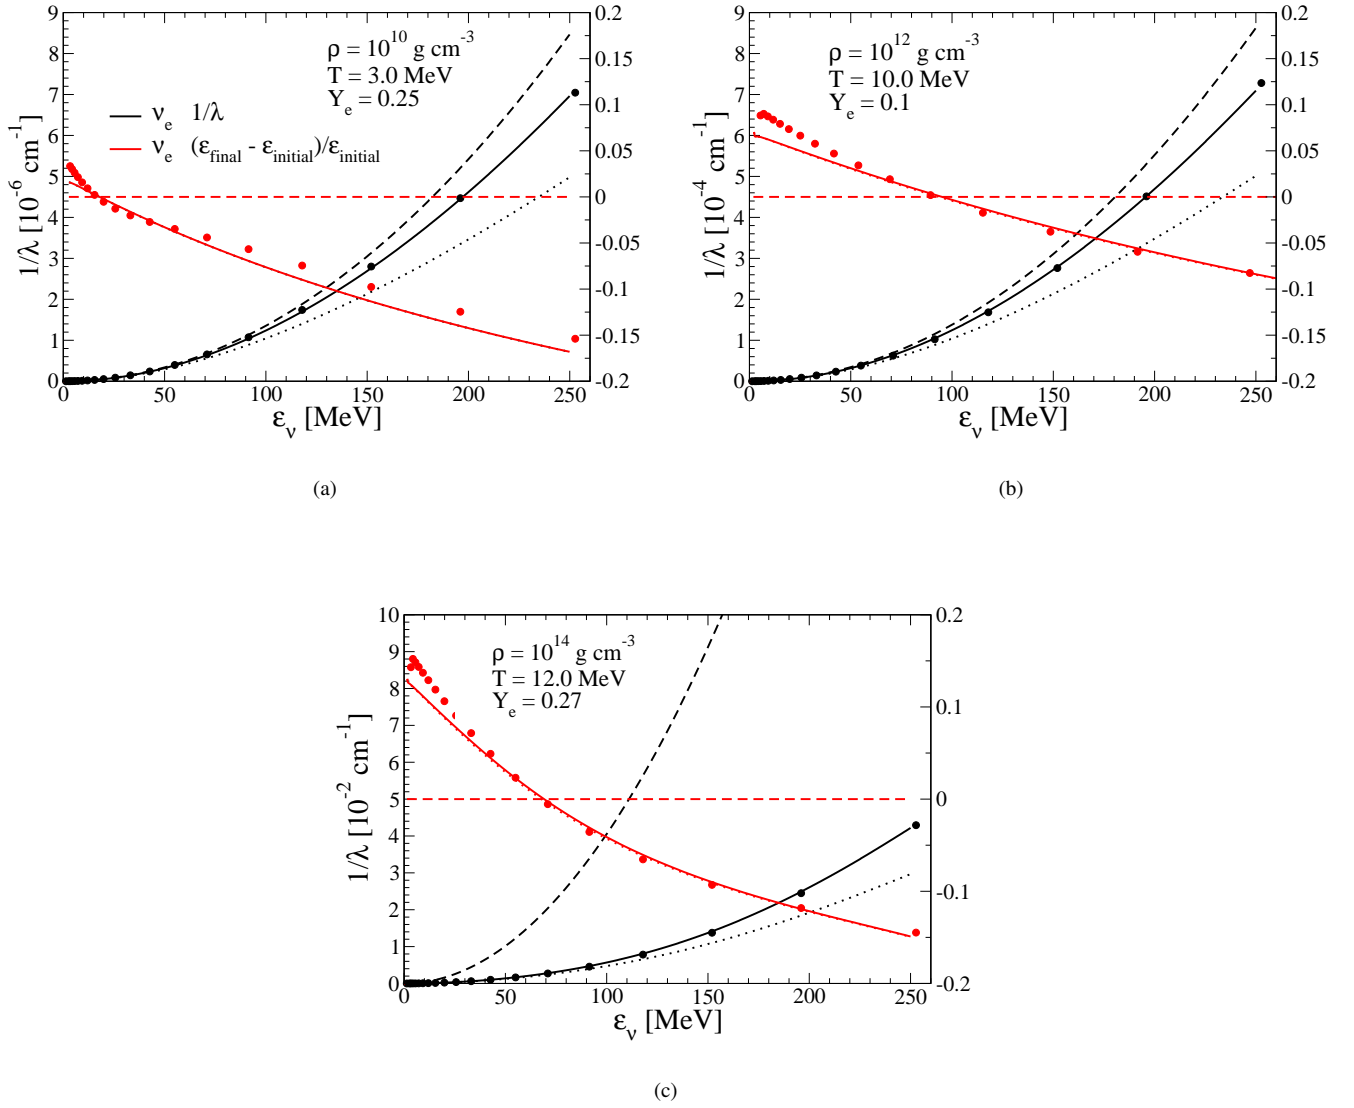 ρ = 10^10 g cm^-3
T = 3.0 MeV
Y_e = 0.25
ν_e 1/λ
ν_e (ε_final - ε_initial)/ε_initial
1/λ [10^-6 cm^-1]
9
8
7
6
5
4
3
2
1
0
0.2
0.15
0.1
0.05
0
-0.05
-0.1
-0.15
-0.2
0 50 100 150 200 250
ε_ν [MeV]
(a)
ρ = 10^12 g cm^-3
T = 10.0 MeV
Y_e = 0.1
1/λ [10^-4 cm^-1]
9
8
7
6
5
4
3
2
1
0
0.2
0.15
0.1
0.05
0
-0.05
-0.1
-0.15
-0.2
0 50 100 150 200 250
ε_ν [MeV]
(b)
ρ = 10^14 g cm^-3
T = 12.0 MeV
Y_e = 0.27
1/λ [10^-2 cm^-1]
10
9
8
7
6
5
4
3
2
1
0
0.2
0.1
0
-0.1
-0.2
0 50 100 150 200 250
ε_ν [MeV]
(c)